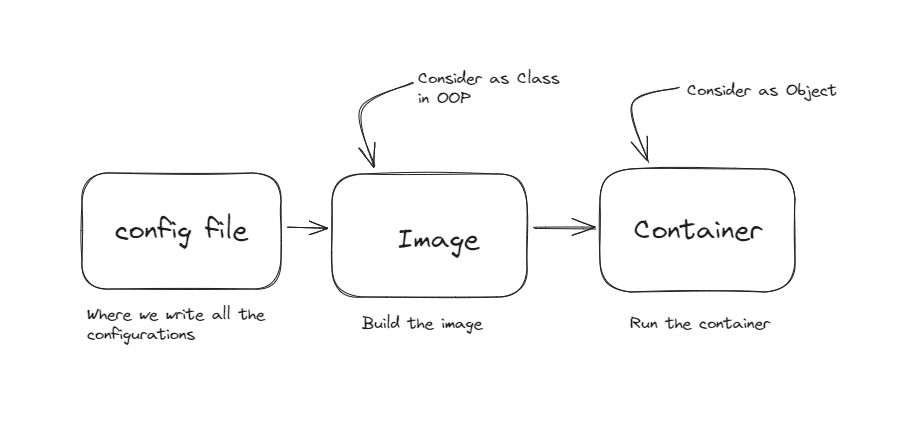 Consider as Class
in OOP
Consider as Object
config file
Image
Container
Where we write all the
configurations
Build the image
Run the container